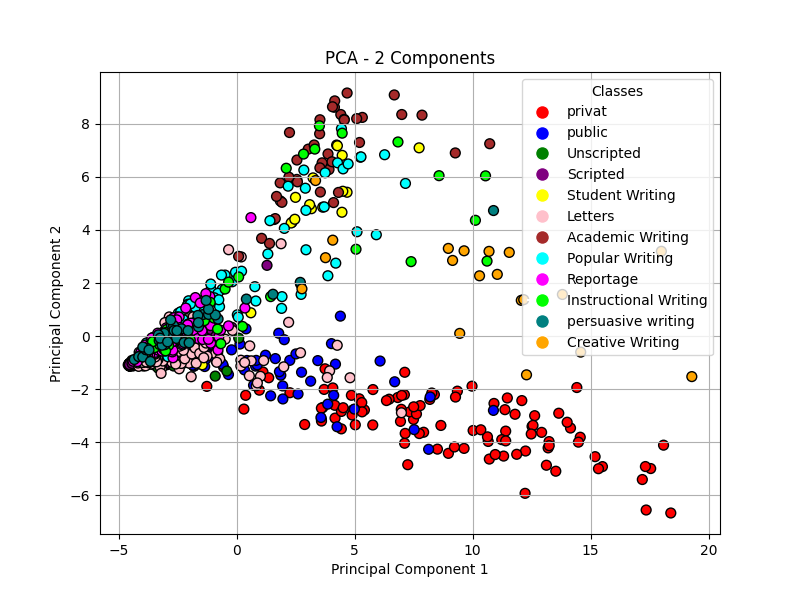 PCA - 2 Components
Classes
privat
public
Unscripted
Scripted
Student Writing
Letters
Academic Writing
Popular Writing
Reportage
Instructional Writing
persuasive writing
Creative Writing
Principal Component 2
8
6
4
2
0
−2
−4
−6
−5
0
5
10
15
20
Principal Component 1